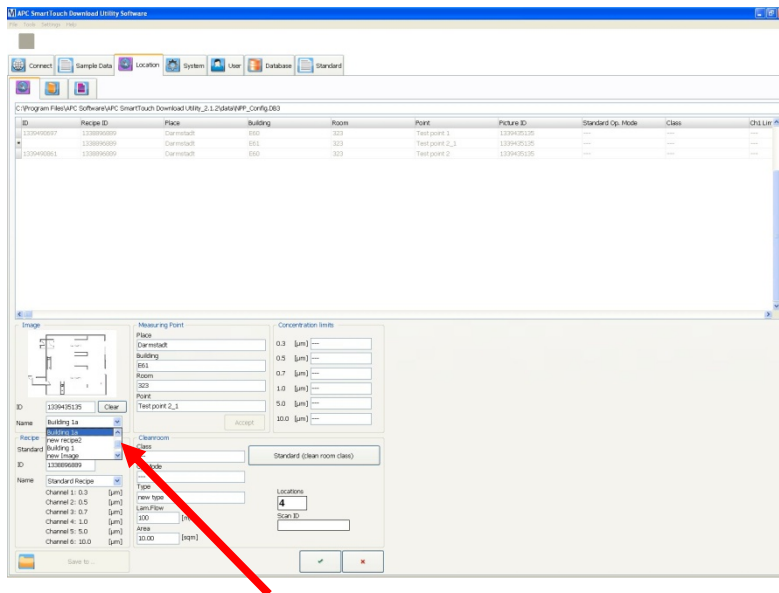 APC SmartTouch Download Utility Software
File Tools Settings Help
Connect Sample Data Location System User Database Standard
C:\Program Files\APC Software\APC SmartTouch Download Utility_2.1.2\data\NPP_Config.DB3
ID Recipe ID Place Building Room Point Picture ID Standard Op. Mode Class Ch1 Lim
1339490897 1338896889 Darmstadt E60 323 Test point 1 1339435135 --- ---
1338896889 Darmstadt E61 323 Test point 2_1 1339435135 --- ---
1339490861 1338896889 Darmstadt E60 323 Test point 2 1339435135 --- ---
Image
ID 1339435135 Clear
Name Building 1a
Building 1a
new recipe2
Building 1
new Image
Recipe
Standard
ID 1338896889
Name Standard Recipe
Channel 1: 0.3 [µm]
Channel 2: 0.5 [µm]
Channel 3: 0.7 [µm]
Channel 4: 1.0 [µm]
Channel 5: 5.0 [µm]
Channel 6: 10.0 [µm]
Save to ...
Measuring Point
Place
Darmstadt
Building
E61
Room
323
Point
Test point 2_1
Accept
Cleanroom
Class
---
Mode
---
Type
new type
Lam.Flow
100
Area
10.00 [sqm]
Concentration limits
0.3 [µm] ---
0.5 [µm] ---
0.7 [µm] ---
1.0 [µm] ---
5.0 [µm] ---
10.0 [µm] ---
Standard (clean room class)
Locations
4
Scan ID